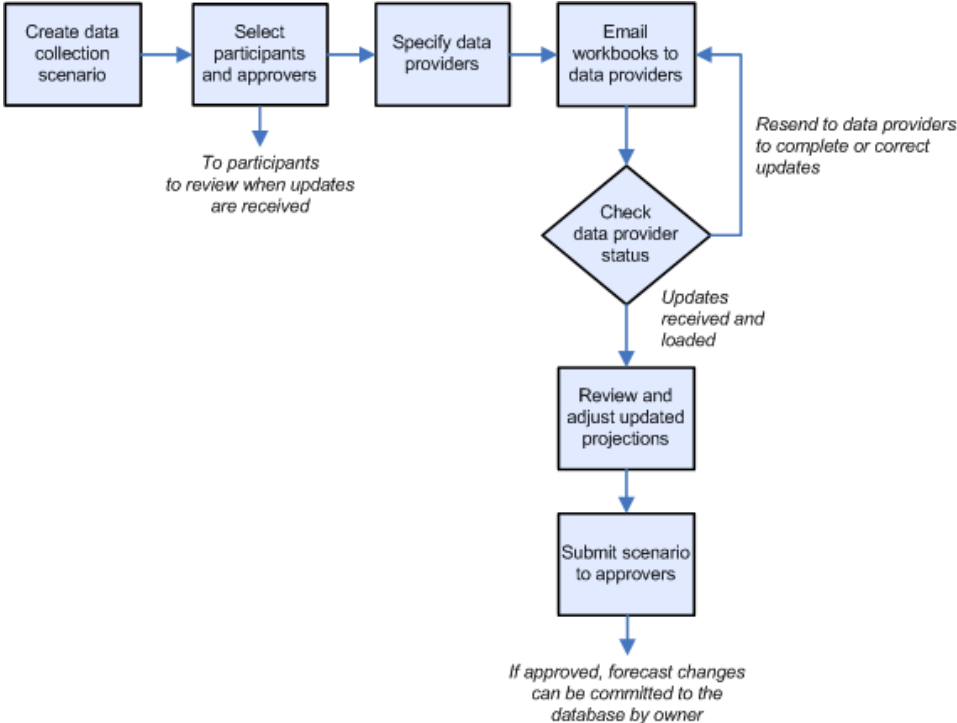 Create data
collection
scenario
Select
participants
and approvers
Specify data
providers
Email
workbooks to
data providers
To participants
to review when updates
are received
Resend to data providers
to complete or correct
updates
Check
data provider
status
Updates
received and
loaded
Review and
adjust updated
projections
Submit scenario
to approvers
If approved, forecast changes
can be committed to the
database by owner